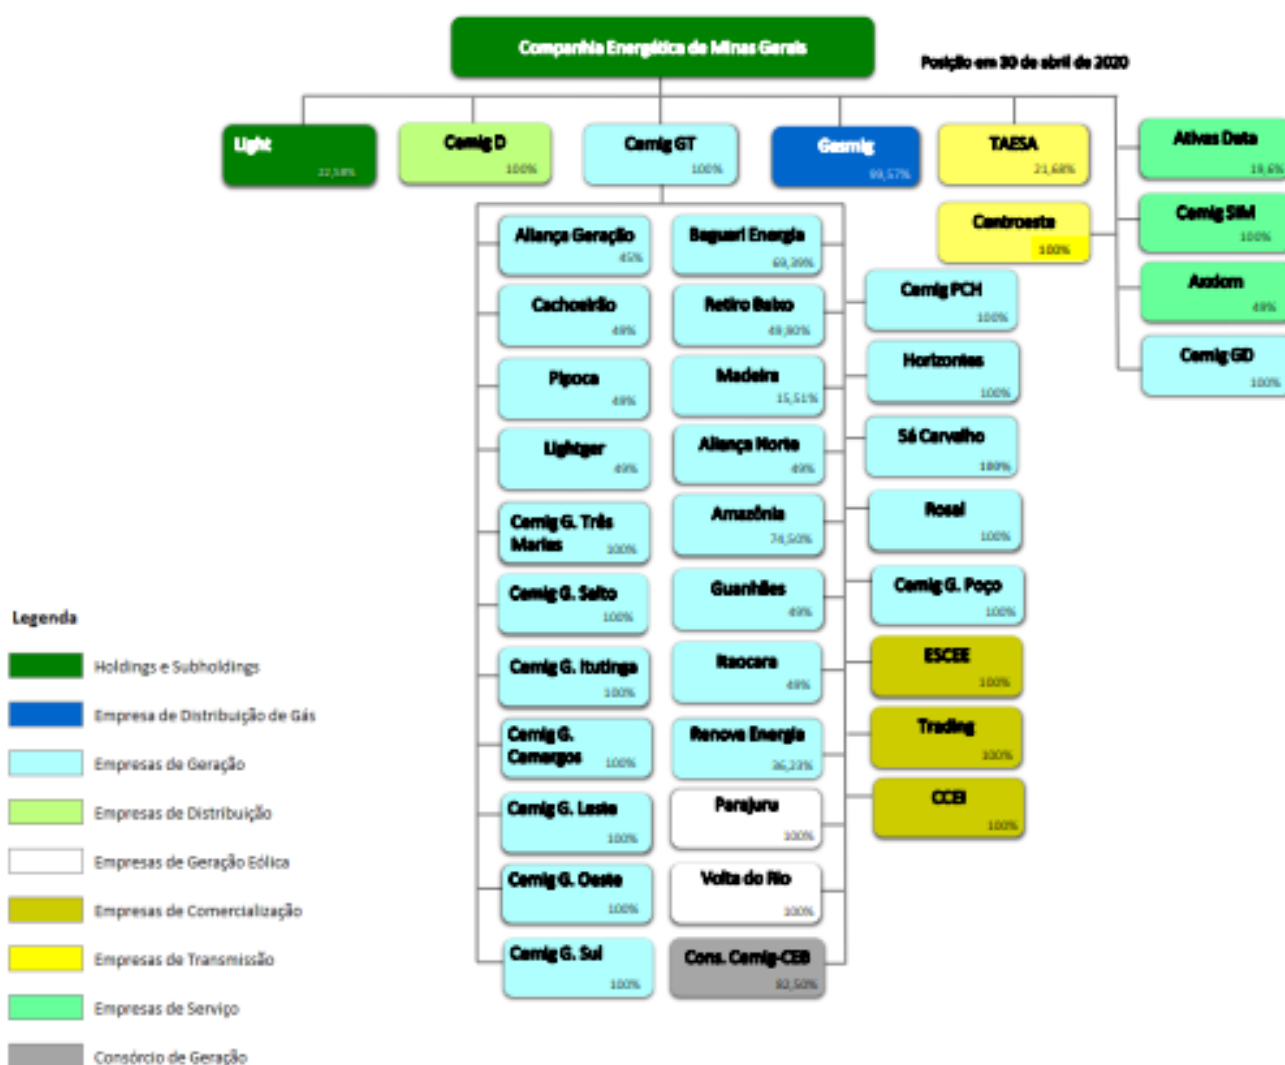 Companhia Energética de Minas Gerais
Posição em 30 de abril de 2020
Light
22,58%
Cemig D
100%
Cemig GT
100%
Gasmig
99,57%
TAESA
21,68%
Ativas Data
19,6%
Centroeste
100%
Cemig SIM
100%
Axxiom
49%
Cemig GD
100%
Aliança Geração
45%
Baguari Energia
69,39%
Cemig PCH
100%
Cachoeirão
49%
Retiro Baixo
49,90%
Horizontes
100%
Pipoca
49%
Madeira
15,51%
Sá Carvalho
100%
Lightger
49%
Aliança Norte
49%
Rosal
100%
Cemig G. Três
Marias
100%
Amazônia
74,50%
Cemig G. Poço
100%
Cemig G. Salto
100%
Guanhães
49%
ESCEE
100%
Cemig G. Itutinga
100%
Itaocara
49%
Trading
100%
Cemig G.
Camargos
100%
Renova Energia
36,23%
CCEI
100%
Cemig G. Leste
100%
Parajuru
100%
Cemig G. Oeste
100%
Volta do Rio
100%
Cemig G. Sul
100%
Cons. Cemig-CEB
82,50%
Legenda
Holdings e Subholdings
Empresa de Distribuição de Gás
Empresas de Geração
Empresas de Distribuição
Empresas de Geração Eólica
Empresas de Comercialização
Empresas de Transmissão
Empresas de Serviço
Consórcio de Geração